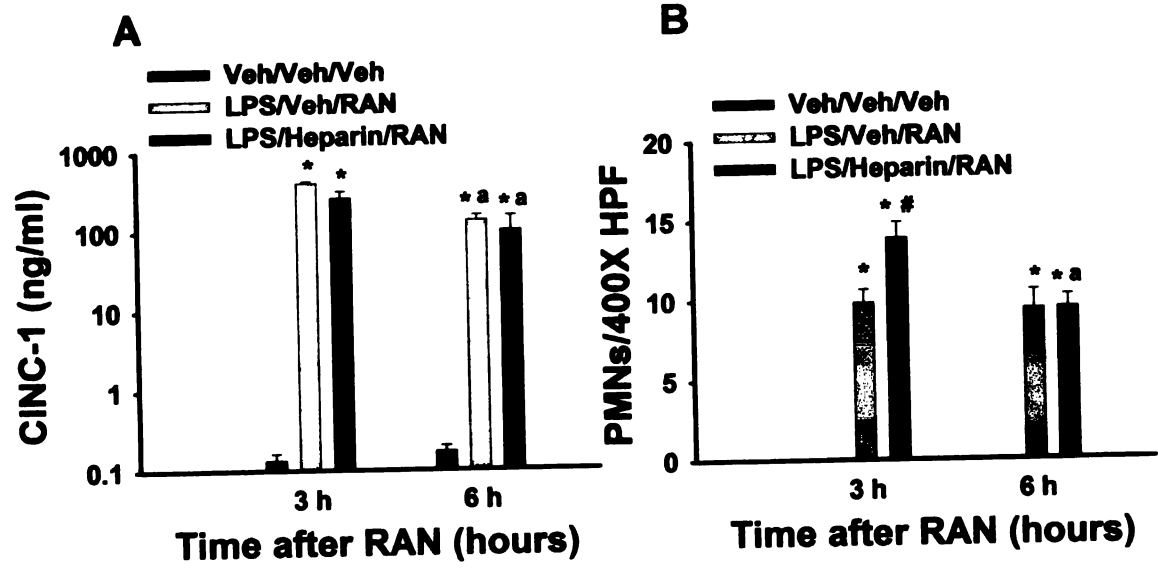 A
Veh/Veh/Veh
LPS/Veh/RAN
LPS/Heparin/RAN
CINC-1 (ng/ml)
1000
100
10
1
0.1
*
*
* a
* a
3 h
6 h
Time after RAN (hours)
B
Veh/Veh/Veh
LPS/Veh/RAN
LPS/Heparin/RAN
PMNs/400X HPF
20
15
10
5
0
*
* #
*
* a
3 h
6 h
Time after RAN (hours)